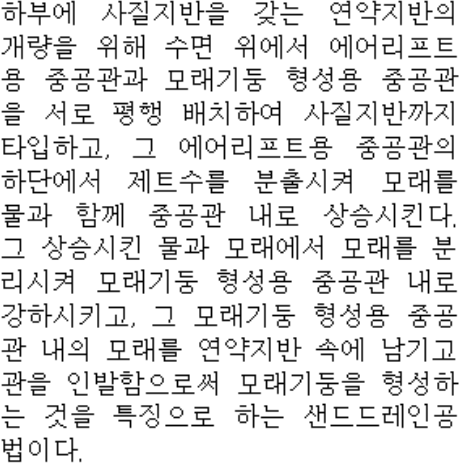 하부에 사질지반을 갖는 연약지반의
개량을 위해 수면 위에서 에어리프트
용 중공관과 모래기둥 형성용 중공관
을 서로 평행 배치하여 사질지반까지
타입하고, 그 에어리프트용 중공관의
하단에서 제트수를 분출시켜 모래를
물과 함께 중공관 내로 상승시킨다.
그 상승시킨 물과 모래에서 모래를 분
리시켜 모래기둥 형성용 중공관 내로
강하시키고, 그 모래기둥 형성용 중공
관 내의 모래를 연약지반 속에 남기고
관을 인발함으로써 모래기둥을 형성하
는 것을 특징으로 하는 샌드드레인공
법이다.